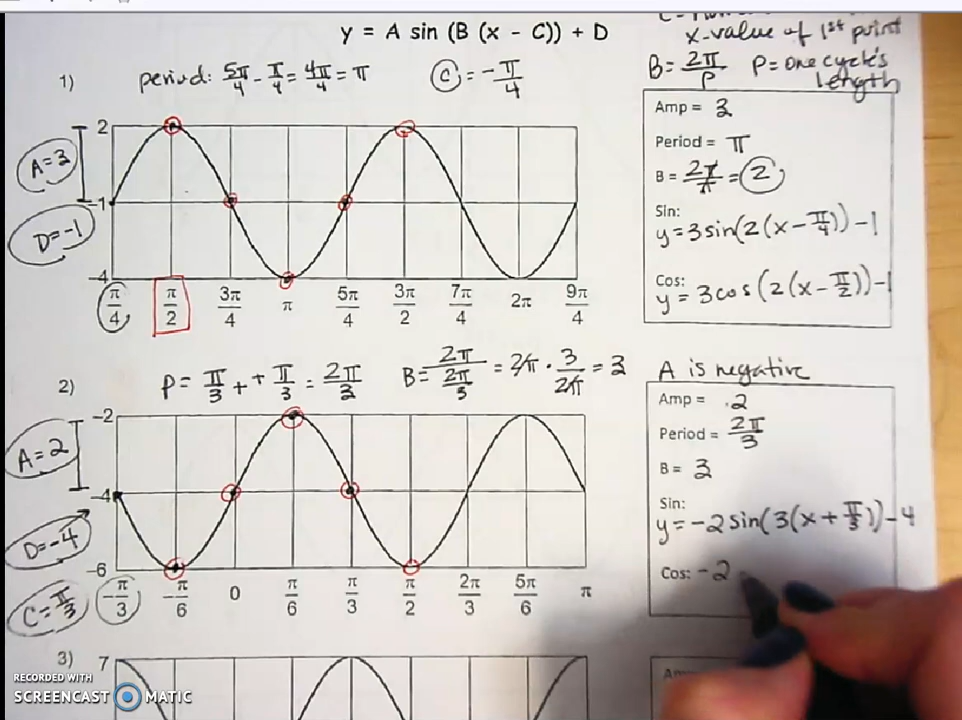 y = A sin (B (x - C)) + D
x-value of 1st point
B = 2π/P P = one cycle's length
1) period: 5π/4 - π/4 = 4π/4 = π
C = -π/4
A=3
D=-1
2
-1
-4
π/4 π/2 3π/4 π 5π/4 3π/2 7π/4 2π 9π/4
Amp = 3
Period = π
B = 2π/π = 2
Sin:
y = 3sin(2(x-π/4)) -1
Cos:
y = 3cos(2(x-π/2)) -1
2) P = π/3 + + π/3 = 2π/3
B = 2π/(2π/3) = 2π · 3/2π = 3
A=2
D=-4
C=π/3
-2
-4
-6
-π/3 -π/6 0 π/6 π/3 π/2 2π/3 5π/6 π
A is negative
Amp = .2
Period = 2π/3
B = 3
Sin:
y = -2sin(3(x+π/3)) -4
Cos: -2
3)
7
RECORDED WITH
SCREENCAST MATIC